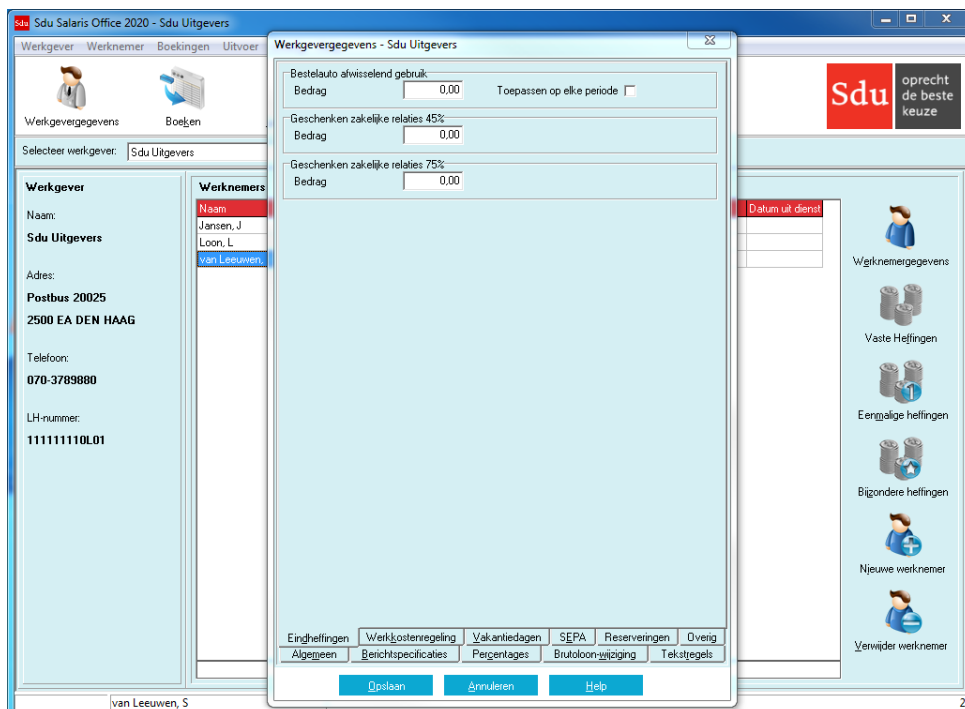 Sdu Sdu Salaris Office 2020 - Sdu Uitgevers
Werkgever Werknemer Boekingen Uitvoer
Werkgevergegevens
Boeken
Sdu
oprecht
de beste
keuze
Selecteer werkgever: Sdu Uitgevers
Werkgever
Naam:
Sdu Uitgevers
Adres:
Postbus 20025
2500 EA DEN HAAG
Telefoon:
070-3789880
LH-nummer:
111111110L01
Werknemers
Naam
Jansen, J
Loon, L
van Leeuwen,
Datum uit dienst
Werkgevergegevens - Sdu Uitgevers
Bestelauto afwisselend gebruik
Bedrag 0,00 Toepassen op elke periode
Geschenken zakelijke relaties 45%
Bedrag 0,00
Geschenken zakelijke relaties 75%
Bedrag 0,00
Eindheffingen Werkkostenregeling Vakantiedagen SEPA Reserveringen Overig
Algemeen Berichtspecificaties Percentages Brutoloon-wijziging Tekstregels
Opslaan Annuleren Help
Werknemergegevens
Vaste Heffingen
1
Eenmalige heffingen
Bijzondere heffingen
Nieuwe werknemer
Verwijder werknemer
van Leeuwen, S
2